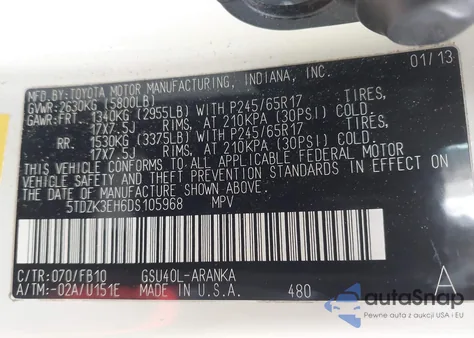 MFD.BY:TOYOTA MOTOR MANUFACTURING, INDIANA, INC. 01/13
GVWR:2630KG (5800LB)
GAWR:FRT. 1340KG (2955LB) WITH P245/65R17 TIRES,
17X7.5J RIMS, AT 210KPA (30PSI) COLD
RR. 1530KG (3375LB) WITH P245/65R17 TIRES,
17X7.5J RIMS, AT 210KPA (30PSI) COLD
THIS VEHICLE CONFORMS TO ALL APPLICABLE FEDERAL MOTOR
VEHICLE SAFETY AND BUMPER STANDARDS IN EFFECT ON
THE DATE OF MANUFACTURE SHOWN ABOVE.
5TDZK3EH6DS105968 MPV
C/TR:070/FB10 GSU40L-ARANKA
A/TM:-02A/U151E MADE IN U.S.A. 480 A
autoSnap
Pewne auta z aukcji USA i EU